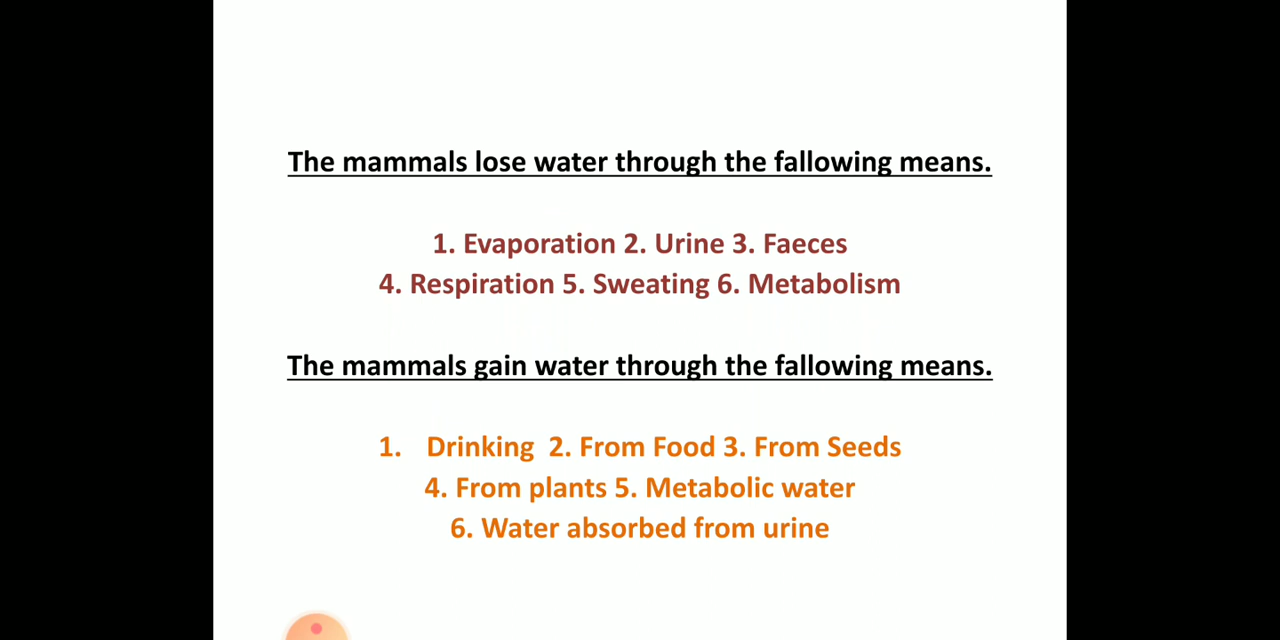 The mammals lose water through the fallowing means.
1. Evaporation 2. Urine 3. Faeces
4. Respiration 5. Sweating 6. Metabolism
The mammals gain water through the fallowing means.
1. Drinking 2. From Food 3. From Seeds
4. From plants 5. Metabolic water
6. Water absorbed from urine